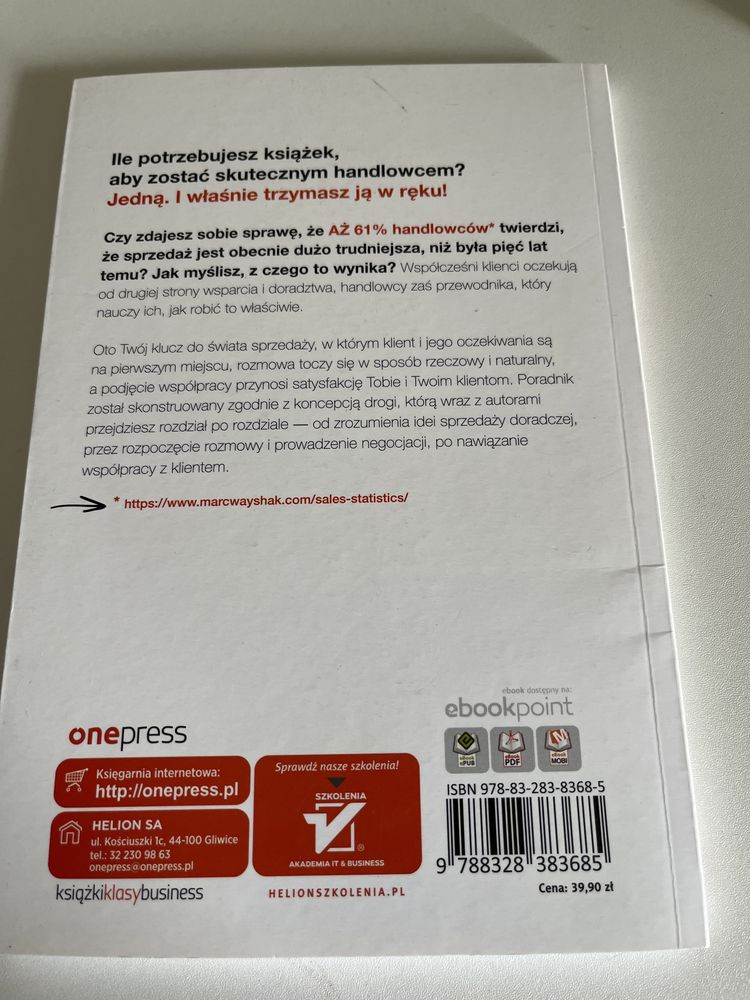 Ile potrzebujesz książek,
aby zostać skutecznym handlowcem?
Jedną. I właśnie trzymasz ją w ręku!
Czy zdajesz sobie sprawę, że AŻ 61% handlowców* twierdzi,
że sprzedaż jest obecnie dużo trudniejsza, niż była pięć lat
temu? Jak myślisz, z czego to wynika? Współcześni klienci oczekują
od drugiej strony wsparcia i doradztwa, handlowcy zaś przewodnika, który
nauczy ich, jak robić to właściwie.
Oto Twój klucz do świata sprzedaży, w którym klient i jego oczekiwania są
na pierwszym miejscu, rozmowa toczy się w sposób rzeczowy i naturalny,
a podjęcie współpracy przynosi satysfakcję Tobie i Twoim klientom. Poradnik
został skonstruowany zgodnie z koncepcją drogi, którą wraz z autorami
przejdziesz rozdział po rozdziale — od zrozumienia idei sprzedaży doradczej,
przez rozpoczęcie rozmowy i prowadzenie negocjacji, po nawiązanie
współpracy z klientem.
* https://www.marcwayshak.com/sales-statistics/
onepress
Księgarnia internetowa:
http://onepress.pl
HELION SA
ul. Kościuszki 1c, 44-100 Gliwice
tel.: 32 230 98 63
onepress@onepress.pl
książkiklasybusiness
Sprawdź nasze szkolenia!
SZKOLENIA
®
AKADEMIA IT & BUSINESS
HELIONSZKOLENIA.PL
ebook dostępny na:
ebookpoint
eBook ePUB
eBook PDF
eBook MOBI
ISBN 978-83-283-8368-5
9 788328 383685
Cena: 39,90 zł